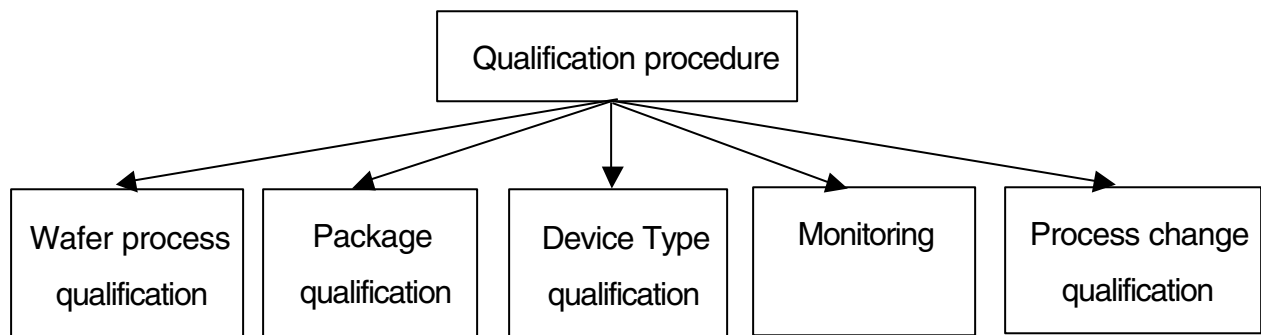 Qualification procedure
Wafer process
qualification
Package
qualification
Device Type
qualification
Monitoring
Process change
qualification